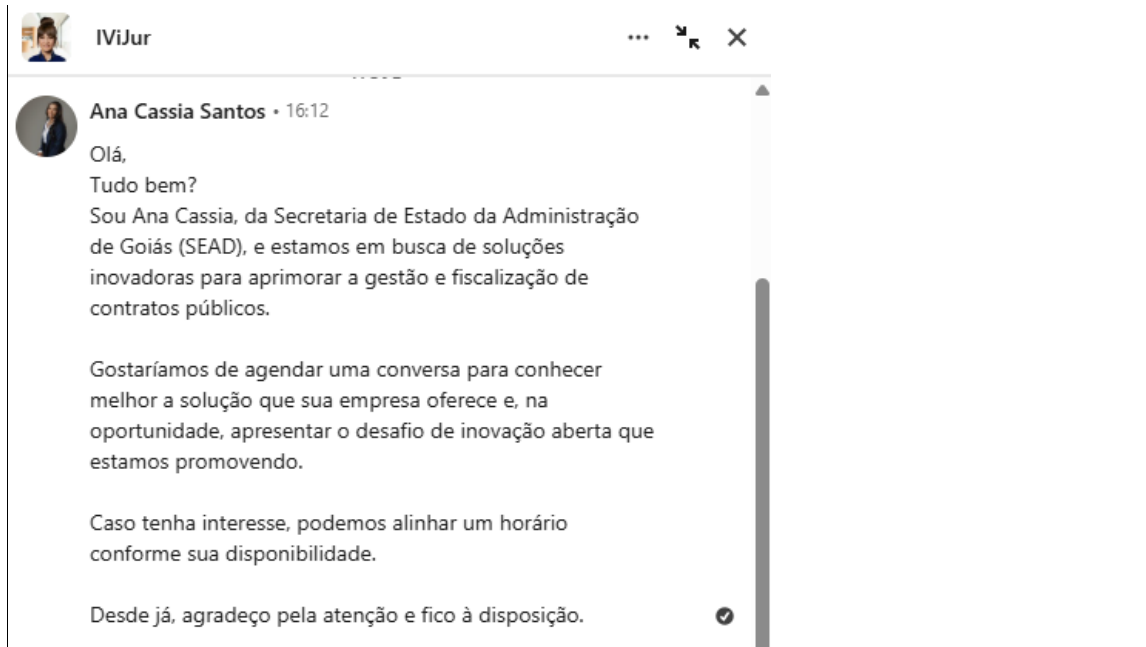 IViJur
Ana Cassia Santos • 16:12
Olá,
Tudo bem?
Sou Ana Cassia, da Secretaria de Estado da Administração
de Goiás (SEAD), e estamos em busca de soluções
inovadoras para aprimorar a gestão e fiscalização de
contratos públicos.
Gostaríamos de agendar uma conversa para conhecer
melhor a solução que sua empresa oferece e, na
oportunidade, apresentar o desafio de inovação aberta que
estamos promovendo.
Caso tenha interesse, podemos alinhar um horário
conforme sua disponibilidade.
Desde já, agradeço pela atenção e fico à disposição.